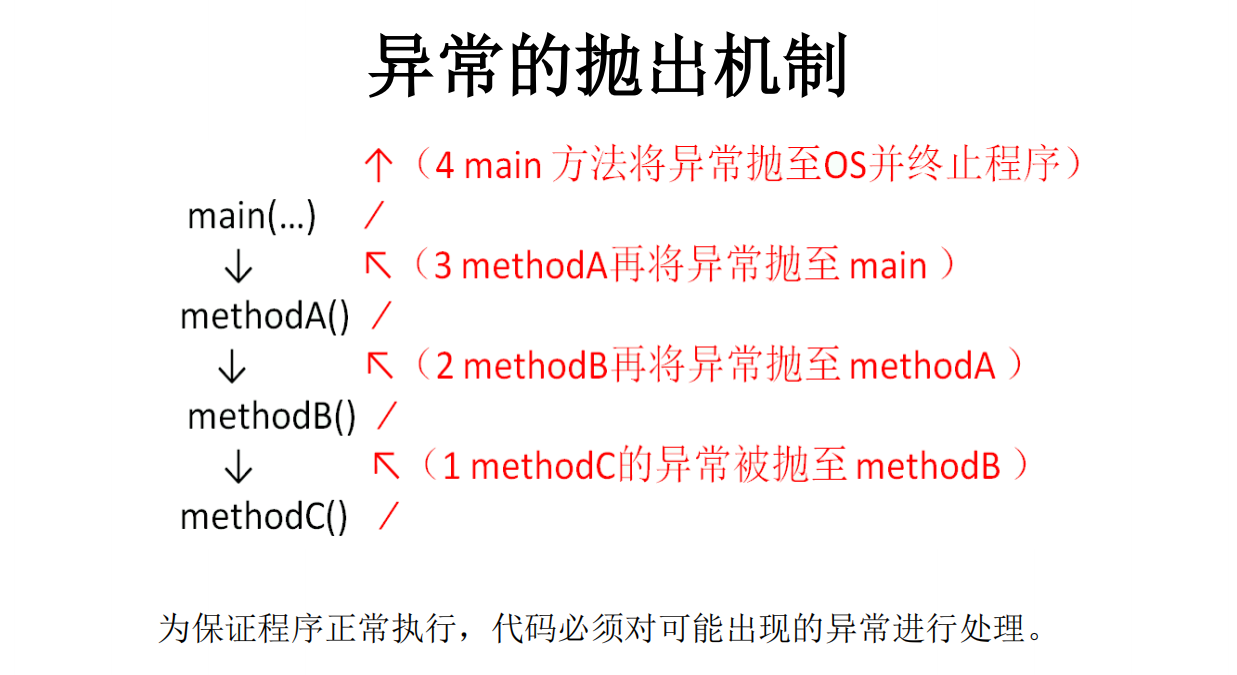 异常的抛出机制
↑（4 main 方法将异常抛至OS并终止程序）
main(…) /
↓ ↖（3 methodA再将异常抛至 main ）
methodA() /
↓ ↖（2 methodB再将异常抛至 methodA ）
methodB() /
↓ ↖（1 methodC的异常被抛至 methodB ）
methodC() /
为保证程序正常执行，代码必须对可能出现的异常进行处理。